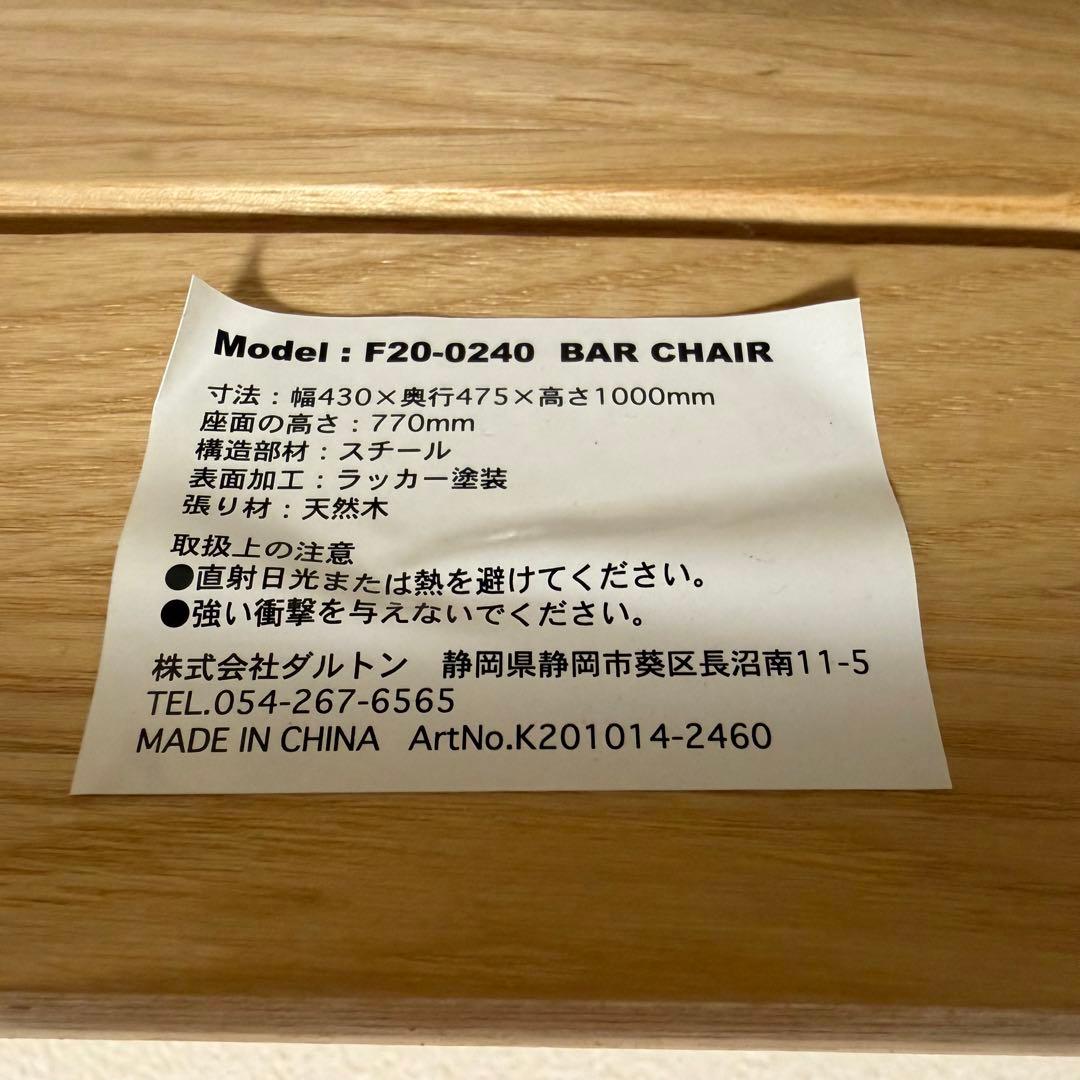 Model : F20-0240 BAR CHAIR
寸法：幅430×奥行475×高さ1000mm
座面の高さ：770mm
構造部材：スチール
表面加工：ラッカー塗装
張り材：天然木
取扱上の注意
●直射日光または熱を避けてください。
●強い衝撃を与えないでください。
株式会社ダルトン　静岡県静岡市葵区長沼南11-5
TEL.054-267-6565
MADE IN CHINA ArtNo.K201014-2460